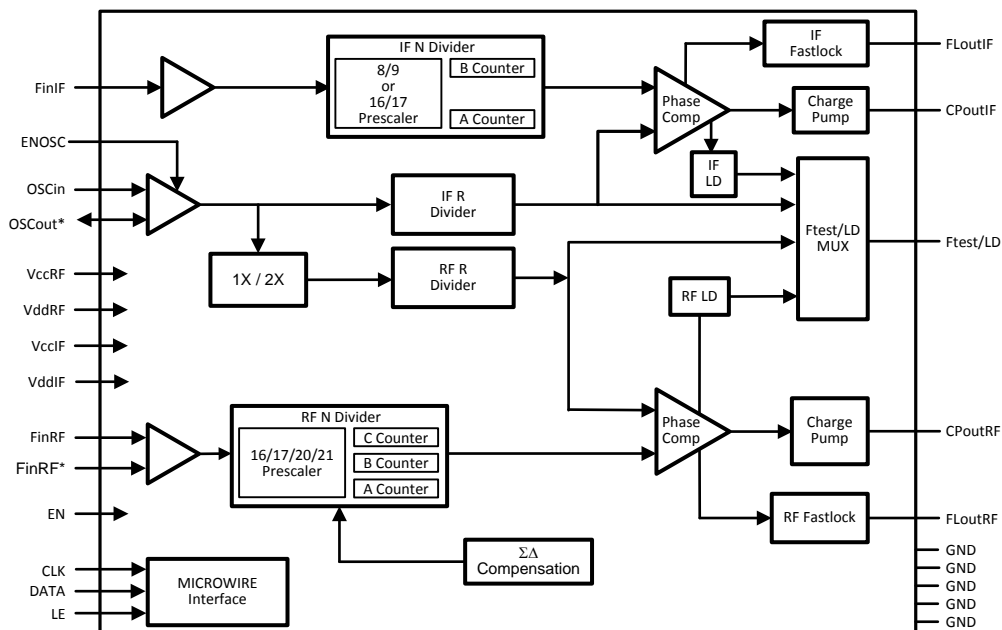 IF N Divider
8/9
or
16/17
Prescaler
B Counter
A Counter
IF
Fastlock
FLoutIF
FinIF
Phase
Comp
Charge
Pump
CPoutIF
ENOSC
IF
LD
OSCin
OSCout*
IF R
Divider
Ftest/LD
MUX
Ftest/LD
1X / 2X
RF R
Divider
RF LD
VccRF
VddRF
VccIF
VddIF
RF N Divider
16/17/20/21
Prescaler
C Counter
B Counter
A Counter
FinRF
FinRF*
Phase
Comp
Charge
Pump
CPoutRF
EN
RF Fastlock
FLoutRF
ΣΔ
Compensation
CLK
DATA
LE
MICROWIRE
Interface
GND
GND
GND
GND
GND